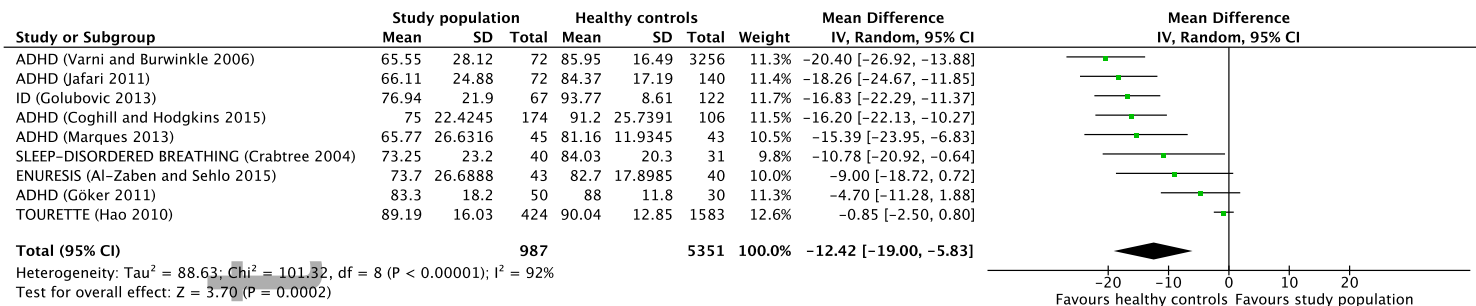 Study population Healthy controls Mean Difference Mean Difference
Study or Subgroup Mean SD Total Mean SD Total Weight IV, Random, 95% CI IV, Random, 95% CI
ADHD (Varni and Burwinkle 2006) 65.55 28.12 72 85.95 16.49 3256 11.3% −20.40 [−26.92, −13.88]
ADHD (Jafari 2011) 66.11 24.88 72 84.37 17.19 140 11.3% −18.26 [−24.67, −11.85]
ID (Golubovic 2013) 76.94 21.9 67 93.77 8.61 122 11.7% −16.83 [−22.29, −11.37]
ADHD (Coghill and Hodgkins 2015) 75 22.4245 174 91.2 25.7391 106 11.5% −16.20 [−22.13, −10.27]
ADHD (Marques 2013) 65.77 26.6316 45 81.16 11.9345 43 10.5% −15.39 [−23.95, −6.83]
SLEEP-DISORDERED BREATHING (Crabtree 2004) 73.25 23.2 40 84.03 20.3 31 9.8% −10.78 [−20.92, −0.64]
ENURESIS (Al-Zaben and Sehlo 2015) 73.7 26.6888 43 82.7 17.8985 40 10.0% −9.00 [−18.72, 0.72]
ADHD (Göker 2011) 83.3 18.2 50 88 11.8 30 11.3% −4.70 [−11.28, 1.88]
TOURETTE (Hao 2010) 89.19 16.03 424 90.04 12.85 1583 12.6% −0.85 [−2.50, 0.80]
Total (95% CI) 987 5351 100.0% −12.42 [−19.00, −5.83]
Heterogeneity: Tau² = 88.63; Chi² = 101.32, df = 8 (P < 0.00001); I² = 92%
Test for overall effect: Z = 3.70 (P = 0.0002)
−20 −10 0 10 20
Favours healthy controls Favours study population